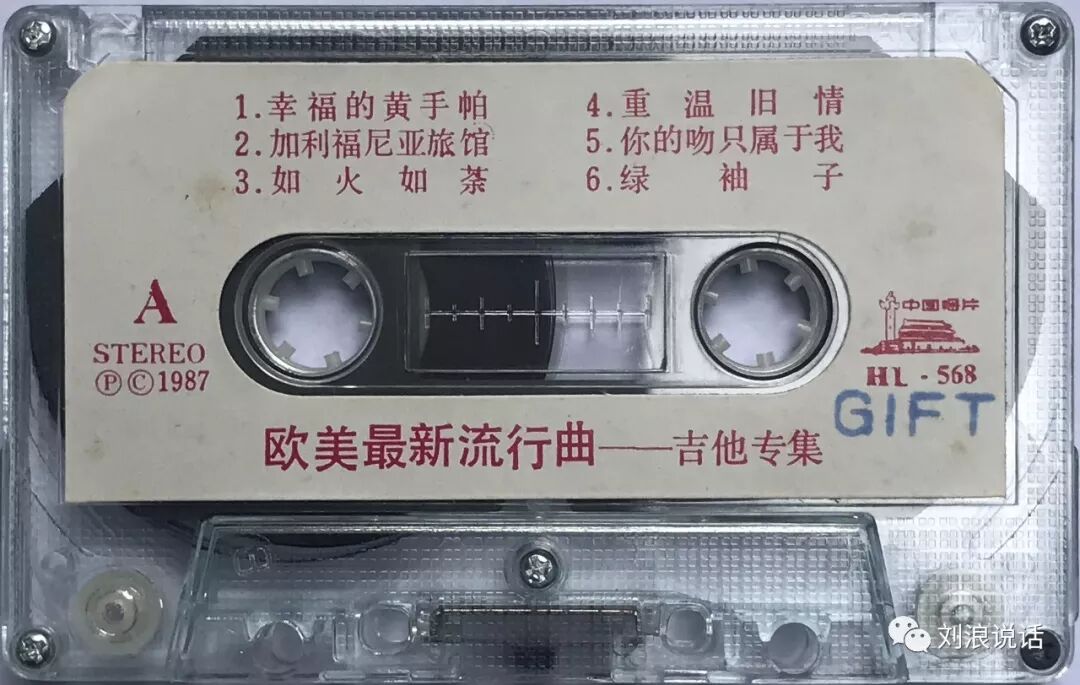 1.幸福的黄手帕
2.加利福尼亚旅馆
3.如火如荼
4.重温旧情
5.你的吻只属于我
6.绿袖子
A
STEREO
Ⓟ©1987
中国唱片
HL-568
GIFT
欧美最新流行曲——吉他专集
刘浪说话